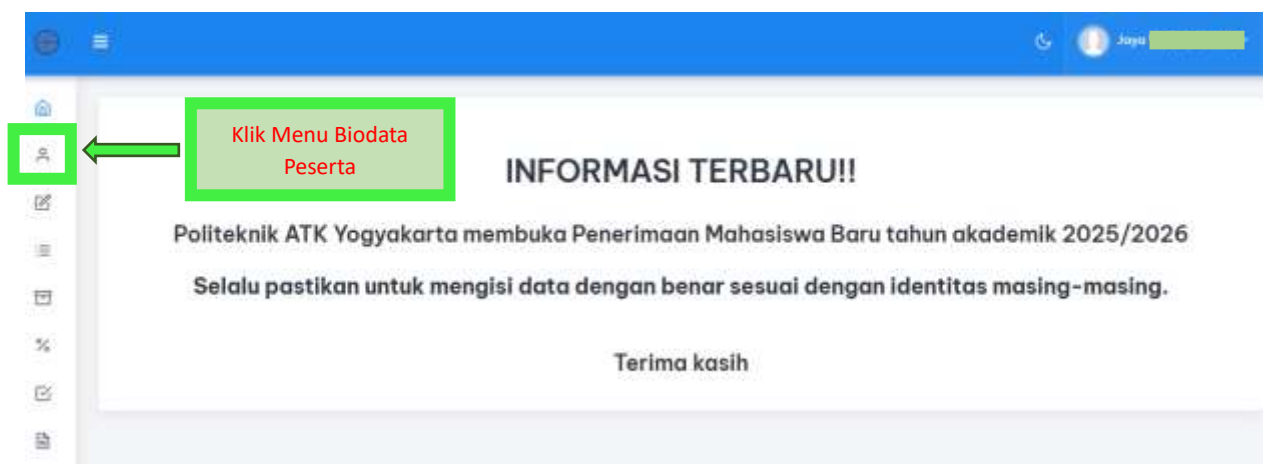 Jaya
Klik Menu Biodata
Peserta
INFORMASI TERBARU!!
Politeknik ATK Yogyakarta membuka Penerimaan Mahasiswa Baru tahun akademik 2025/2026
Selalu pastikan untuk mengisi data dengan benar sesuai dengan identitas masing-masing.
Terima kasih